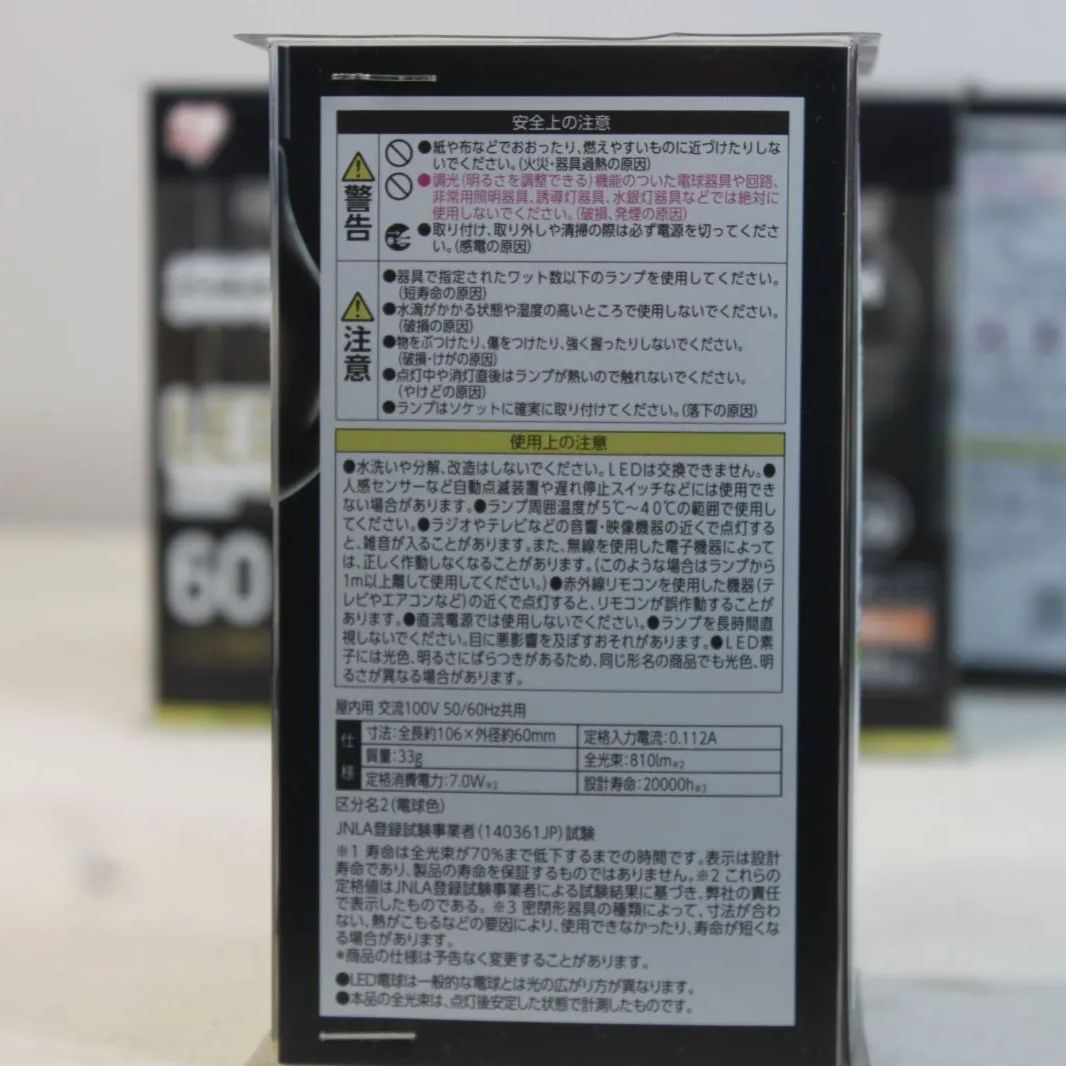 安全上の注意
警告
●紙や布などでおおったり、燃えやすいものに近づけたりしな
いでください。(火災・器具過熱の原因)
●調光(明るさを調整できる)機能のついた電球器具や回路、
非常用照明器具、誘導灯器具、水銀灯器具などでは絶対に
使用しないでください。(破損、発煙の原因)
●取り付け、取り外しや清掃の際は必ず電源を切ってくださ
い。(感電の原因)
注意
●器具で指定されたワット数以下のランプを使用してください。
(短寿命の原因)
●水滴がかかる状態や湿度の高いところで使用しないでください。
(破損の原因)
●物をぶつけたり、傷をつけたり、強く握ったりしないでください。
(破損・けがの原因)
●点灯中や消灯直後はランプが熱いので触れないでください。
(やけどの原因)
●ランプはソケットに確実に取り付けてください。(落下の原因)
使用上の注意
●水洗いや分解、改造はしないでください。LEDは交換できません。●
人感センサーなど自動点滅装置や遅れ停止スイッチなどには使用でき
ない場合があります。●ランプ周囲温度が5℃〜40℃の範囲で使用し
てください。●ラジオやテレビなどの音響・映像機器の近くで点灯する
と、雑音が入ることがあります。また、無線を使用した電子機器によって
は、正しく作動しなくなることがあります。(このような場合はランプから
1m以上離して使用してください。)●赤外線リモコンを使用した機器(テ
レビやエアコンなど)の近くで点灯すると、リモコンが誤作動することが
あります。●直流電源では使用しないでください。●ランプを長時間直
視しないでください。目に悪影響を及ぼすおそれがあります。●LED素
子には光色、明るさにばらつきがあるため、同じ形名の商品でも光色、明
るさが異なる場合があります。
屋内用 交流100V 50/60Hz共用
仕様
寸法:全長約106×外径約60mm
定格入力電流:0.112A
質量:33g
全光束:810lm※2
定格消費電力:7.0W※2
設計寿命:20000h※3
区分名2(電球色)
JNLA登録試験事業者(140361JP)試験
※1 寿命は全光束が70%まで低下するまでの時間です。表示は設計
寿命であり、製品の寿命を保証するものではありません。※2 これらの
定格値はJNLA登録試験事業者による試験結果に基づき、弊社の責任
で表示したものである。※3 密閉形器具の種類によって、寸法が合わ
ない、熱がこもるなどの要因により、使用できなかったり、寿命が短くな
る場合があります。
*商品の仕様は予告なく変更することがあります。
●LED電球は一般的な電球とは光の広がり方が異なります。
●本品の全光束は、点灯後安定した状態で計測したものです。
60